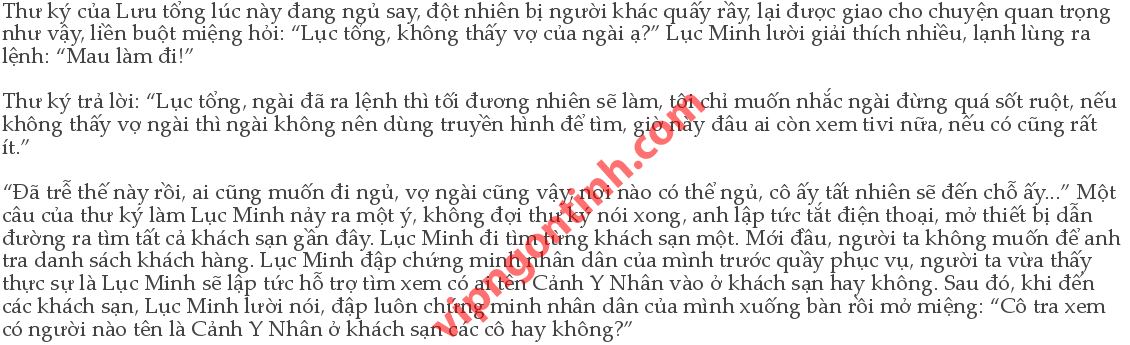 Thư ký của Lưu tổng lúc này đang ngủ say, đột nhiên bị người khác quấy rầy, lại được giao cho chuyện quan trọng
như vậy, liền buột miệng hỏi: “Lục tổng, không thấy vợ của ngài ạ?” Lục Minh lười giải thích nhiều, lạnh lùng ra
lệnh: “Mau làm đi!”
Thư ký trả lời: “Lục tổng, ngài đã ra lệnh thì tối đương nhiên sẽ làm, tôi chỉ muốn nhắc ngài đừng quá sốt ruột, nếu
không thấy vợ ngài thì ngài không nên dùng truyền hình để tìm, giờ này đâu ai còn xem tivi nữa, nếu có cũng rất
ít.”
“Đã trễ thế này rồi, ai cũng muốn đi ngủ, vợ ngài cũng vậy, nơi nào có thể ngủ, cô ấy tất nhiên sẽ đến chỗ ấy...” Một
câu của thư ký làm Lục Minh nảy ra một ý, không đợi thư ký nói xong, anh lập tức tắt điện thoại, mở thiết bị dẫn
đường ra tìm tất cả khách sạn gần đây. Lục Minh đi tìm từng khách sạn một. Mới đầu, người ta không muốn để anh
tra danh sách khách hàng. Lục Minh đập chứng minh nhân dân của mình trước quầy phục vụ, người ta vừa thấy
thực sự là Lục Minh sẽ lập tức hỗ trợ tìm xem có ai tên Cảnh Y Nhân vào ở khách sạn hay không. Sau đó, khi đến
các khách sạn, Lục Minh lười nói, đập luôn chứng minh nhân dân của mình xuống bàn rồi mở miệng: “Cô tra xem
có người nào tên là Cảnh Y Nhân ở khách sạn các cô hay không?”
vipngontinh.com